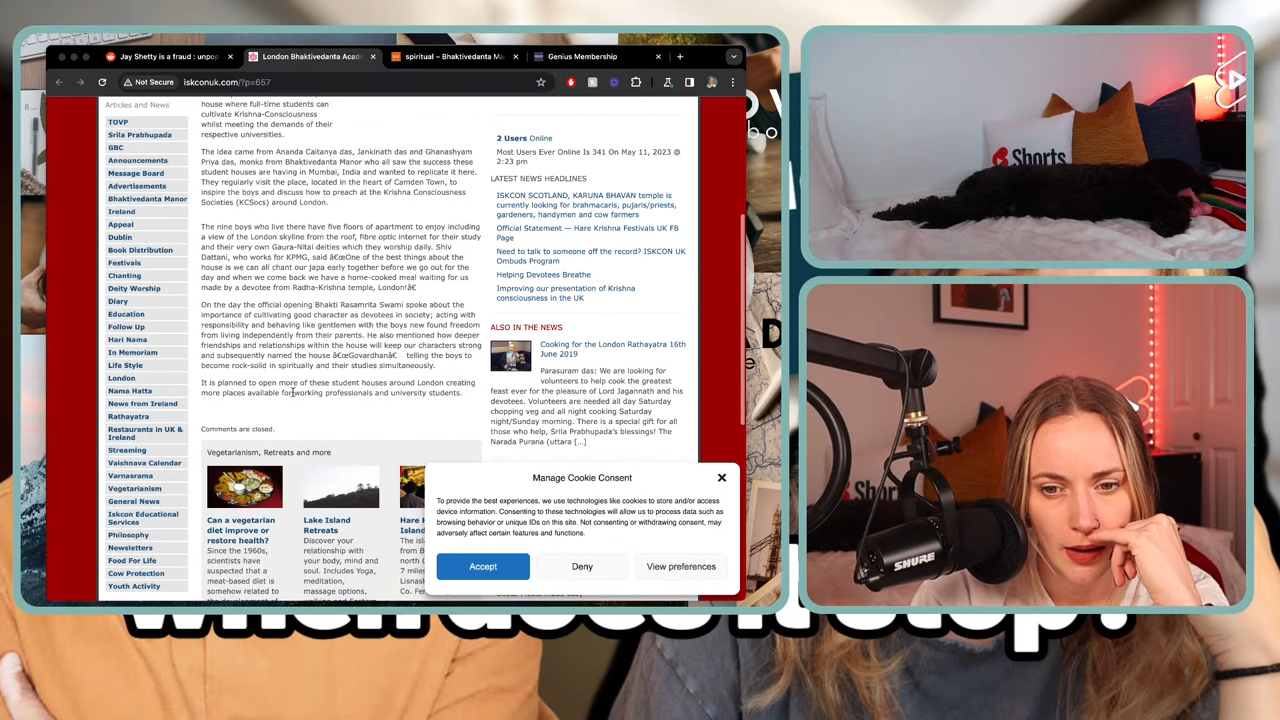 Jay Shetty is a fraud : unpop
London Bhaktivedanta Acad
spiritual – Bhaktivedanta Ma
Genius Membership
Not Secure
iskconuk.com/?p=657
Articles and News
TOVP
Srila Prabhupada
GBC
Announcements
Message Board
Advertisements
Bhaktivedanta Manor
Ireland
Appeal
Dublin
Book Distribution
Festivals
Chanting
Deity Worship
Diary
Education
Follow Up
Hari Nama
In Memoriam
Life Style
London
Nama Hatta
News from Ireland
Rathayatra
Restaurants in UK &
Ireland
Streaming
Vaishnava Calendar
Varnasrama
Vegetarianism
General News
Iskcon Educational
Services
Philosophy
Newsletters
Food For Life
Cow Protection
Youth Activity
house where full-time students can
cultivate Krishna-Consciousness
whilst meeting the demands of their
respective universities.
The idea came from Ananda Caitanya das, Jankinath das and Ghanashyam
Priya das, monks from Bhaktivedanta Manor who all saw the success these
student houses are having in Mumbai, India and wanted to replicate it here.
They regularly visit the place, located in the heart of Camden Town, to
inspire the boys and discuss how to preach at the Krishna Consciousness
Societies (KCSocs) around London.
The nine boys who live there have five floors of apartment to enjoy including
a view of the London skyline from the roof, fibre optic internet for their study
and their very own Gaura-Nitai deities which they worship daily. Shiv
Dattani, who works for KPMG, said â€œOne of the best things about the
house is we can all chant our japa early together before we go out for the
day and when we come back we have a home-cooked meal waiting for us
made by a devotee from Radha-Krishna temple, London!â€
On the day the official opening Bhakti Rasamrita Swami spoke about the
importance of cultivating good character as devotees in society; acting with
responsibility and behaving like gentlemen with the boys new found freedom
from living independently from their parents. He also mentioned how deeper
friendships and relationships within the house will keep our characters strong
and subsequently named the house â€œGovardhanâ€ telling the boys to
become rock-solid in spiritually and their studies simultaneously.
It is planned to open more of these student houses around London creating
more places available for working professionals and university students.
Comments are closed.
Vegetarianism, Retreats and more
Can a vegetarian
diet improve or
restore health?
Since the 1960s,
scientists have
suspected that a
meat-based diet is
somehow related to
Lake Island
Retreats
Discover your
relationship with
your body, mind and
soul. Includes Yoga,
meditation,
massage options,
2 Users Online
Most Users Ever Online Is 341 On May 11, 2023 @
2:23 pm
LATEST NEWS HEADLINES
ISKCON SCOTLAND, KARUNA BHAVAN temple is
currently looking for brahmacaris, pujaris/priests,
gardeners, handymen and cow farmers
Official Statement — Hare Krishna Festivals UK FB
Page
Need to talk to someone off the record? ISKCON UK
Ombuds Program
Helping Devotees Breathe
Improving our presentation of Krishna
consciousness in the UK
ALSO IN THE NEWS
Cooking for the London Rathayatra 16th
June 2019
Parasuram das: We are looking for
volunteers to help cook the greatest
feast ever for the pleasure of Lord Jagannath and his
devotees. Volunteers are needed all day Saturday
chopping veg and all night cooking Saturday
night/Sunday morning. There is a special gift for all
those who help, Srila Prabhupada's blessings! The
Narada Purana (uttara […]
Manage Cookie Consent
To provide the best experiences, we use technologies like cookies to store and/or access
device information. Consenting to these technologies will allow us to process data such as
browsing behavior or unique IDs on this site. Not consenting or withdrawing consent, may
adversely affect certain features and functions.
Accept
Deny
View preferences
Shorts
SHURE